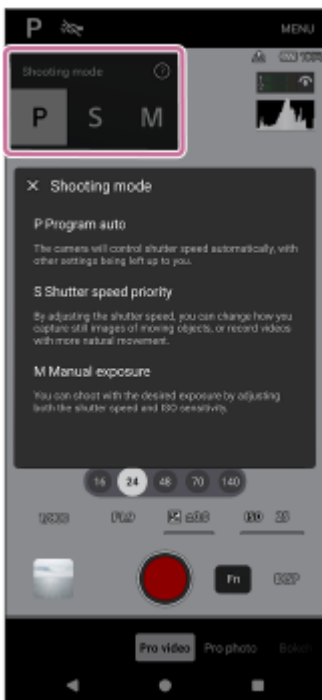 P
MENU
Shooting mode
?
P S M
× Shooting mode
P Program auto
The camera will control shutter speed automatically, with
other settings being left up to you.
S Shutter speed priority
By adjusting the shutter speed, you can change how you
capture still images of moving objects, or record videos
with more natural movement.
M Manual exposure
You can shoot with the desired exposure by adjusting
both the shutter speed and ISO sensitivity.
16 24 48 70 140
Fn DISP
Pro video Pro photo Bokeh